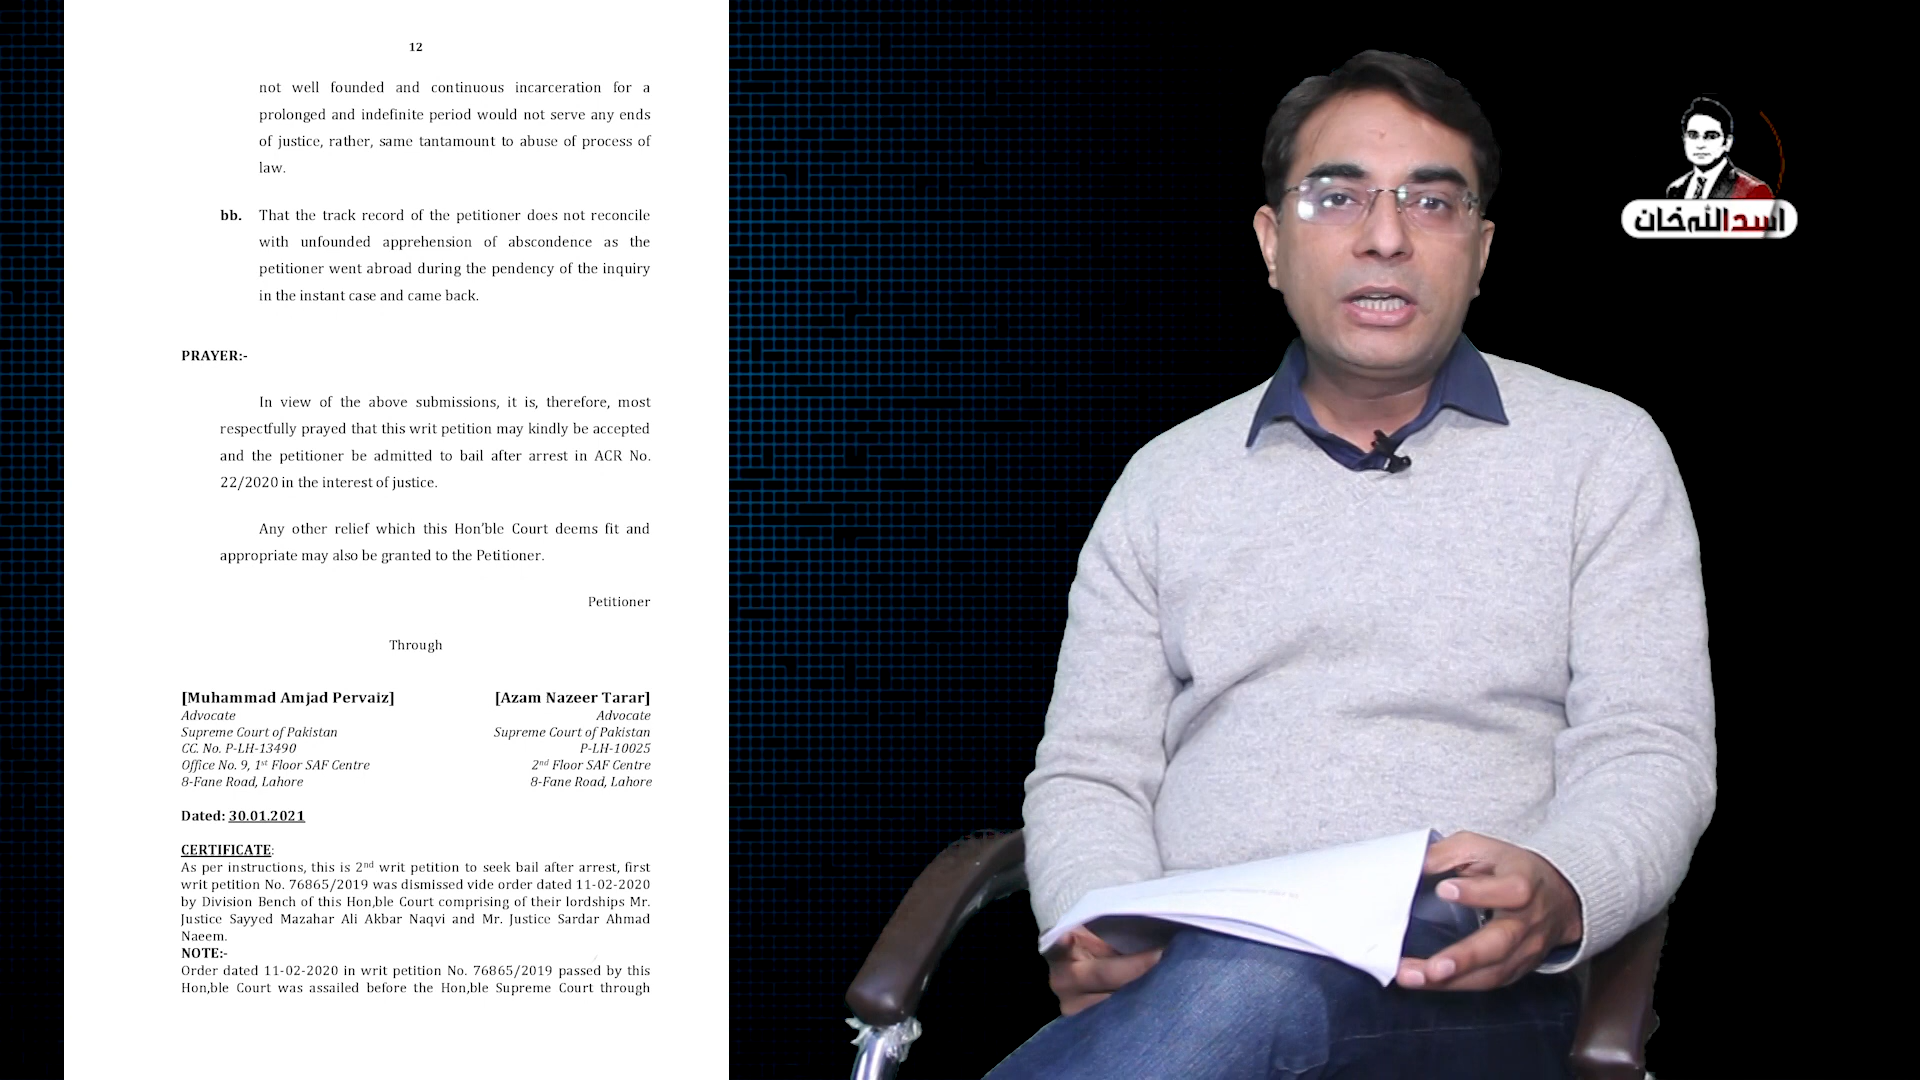 12
not well founded and continuous incarceration for a
prolonged and indefinite period would not serve any ends
of justice, rather, same tantamount to abuse of process of
law.
bb. That the track record of the petitioner does not reconcile
with unfounded apprehension of abscondence as the
petitioner went abroad during the pendency of the inquiry
in the instant case and came back.
PRAYER:-
In view of the above submissions, it is, therefore, most
respectfully prayed that this writ petition may kindly be accepted
and the petitioner be admitted to bail after arrest in ACR No.
22/2020 in the interest of justice.
Any other relief which this Hon’ble Court deems fit and
appropriate may also be granted to the Petitioner.
Petitioner
Through
[Muhammad Amjad Pervaiz]
Advocate
Supreme Court of Pakistan
CC. No. P-LH-13490
Office No. 9, 1st Floor SAF Centre
8-Fane Road, Lahore
[Azam Nazeer Tarar]
Advocate
Supreme Court of Pakistan
P-LH-10025
2nd Floor SAF Centre
8-Fane Road, Lahore
Dated: 30.01.2021
CERTIFICATE:
As per instructions, this is 2nd writ petition to seek bail after arrest, first
writ petition No. 76865/2019 was dismissed vide order dated 11-02-2020
by Division Bench of this Hon,ble Court comprising of their lordships Mr.
Justice Sayyed Mazahar Ali Akbar Naqvi and Mr. Justice Sardar Ahmad
Naeem.
NOTE:-
Order dated 11-02-2020 in writ petition No. 76865/2019 passed by this
Hon,ble Court was assailed before the Hon,ble Supreme Court through
اسداللہ خان